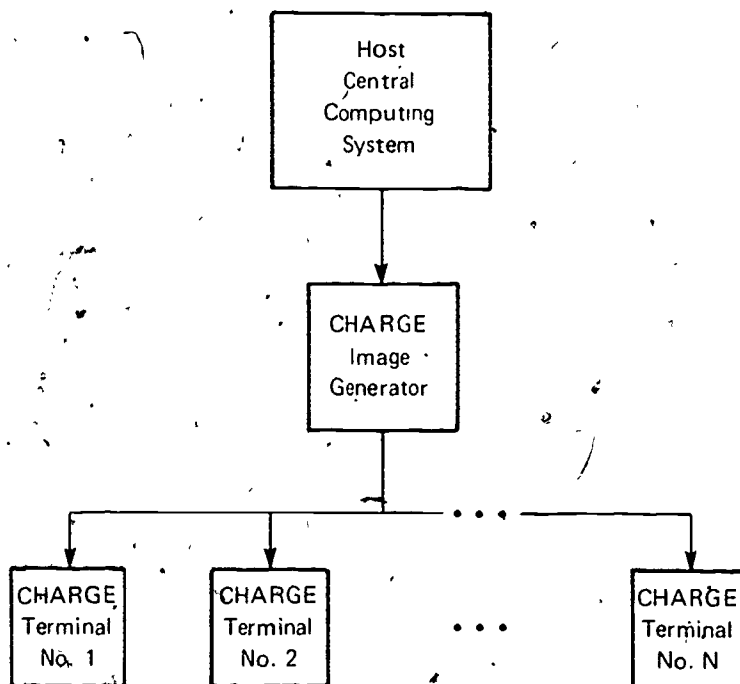 Host
Central
Computing
System
CHARGE
Image
Generator
• • •
CHARGE
Terminal
No. 1
CHARGE
Terminal
No. 2
• • •
CHARGE
Terminal
No. N